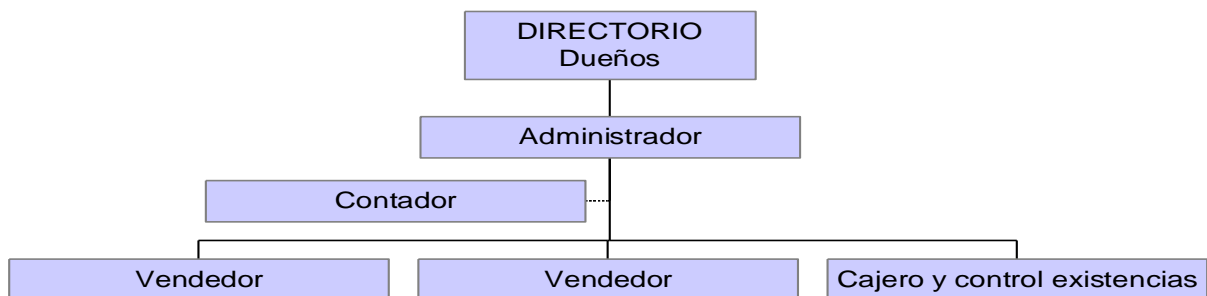 DIRECTORIO
Dueños
Administrador
Contador
Vendedor
Vendedor
Cajero y control existencias